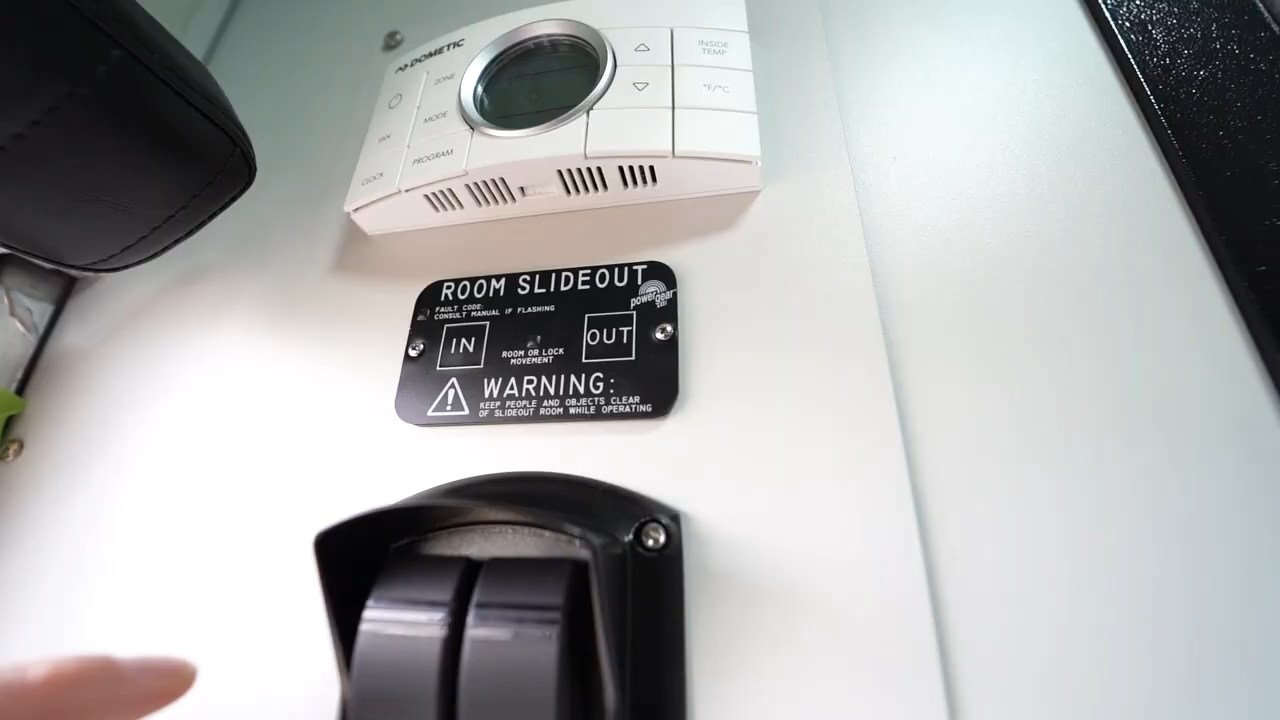 DOMETIC
ZONE
MODE
FAN
PROGRAM
CLOCK
INSIDE
TEMP
°F/°C
ROOM SLIDEOUT
powergear
FAULT CODE:
CONSULT MANUAL IF FLASHING
IN
OUT
ROOM OR LOCK
MOVEMENT
WARNING:
KEEP PEOPLE AND OBJECTS CLEAR
OF SLIDEOUT ROOM WHILE OPERATING